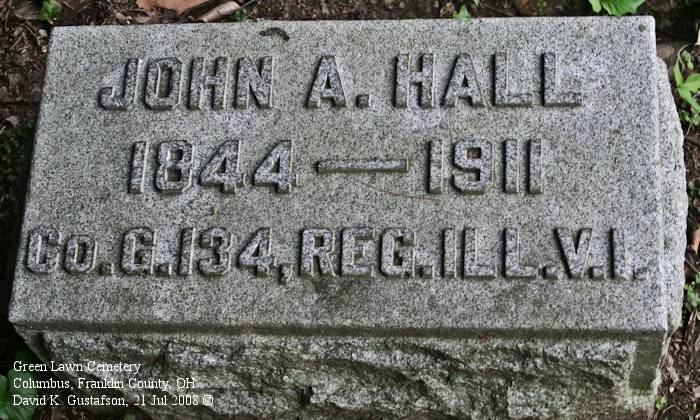 JOHN A. HALL
1844 — 1911
Co. G. 134, REG. ILL. V. I.
Green Lawn Cemetery
Columbus, Franklin County, OH
David K. Gustafson, 21 Jul 2008 ©